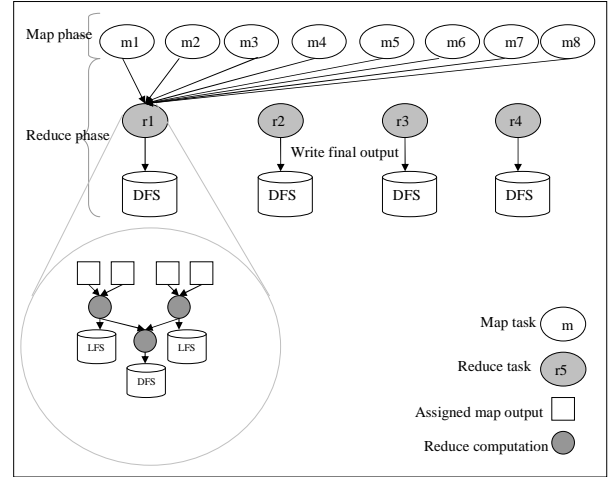 Map phase
m1 m2 m3 m4 m5 m6 m7 m8
Reduce phase
r1 r2 r3 r4
Write final output
DFS DFS DFS DFS
LFS LFS
DFS
Map task m
Reduce task r5
Assigned map output
Reduce computation